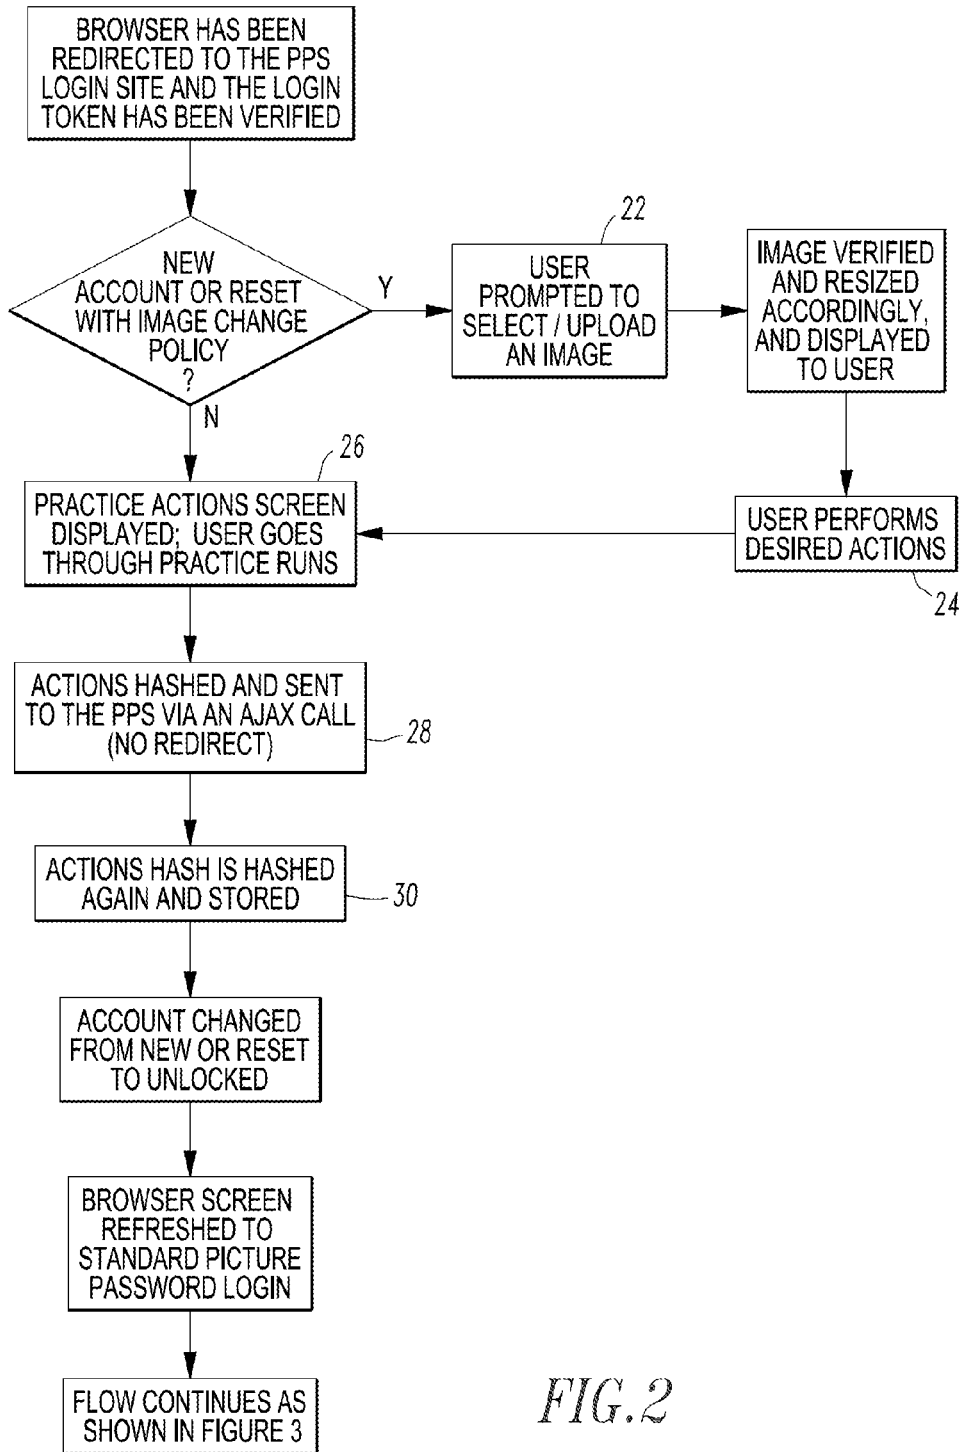 BROWSER HAS BEEN
REDIRECTED TO THE PPS
LOGIN SITE AND THE LOGIN
TOKEN HAS BEEN VERIFIED
NEW
ACCOUNT OR RESET
WITH IMAGE CHANGE
POLICY
?
Y
N
22
USER
PROMPTED TO
SELECT / UPLOAD
AN IMAGE
IMAGE VERIFIED
AND RESIZED
ACCORDINGLY,
AND DISPLAYED
TO USER
USER PERFORMS
DESIRED ACTIONS
24
26
PRACTICE ACTIONS SCREEN
DISPLAYED; USER GOES
THROUGH PRACTICE RUNS
ACTIONS HASHED AND SENT
TO THE PPS VIA AN AJAX CALL
(NO REDIRECT)
28
ACTIONS HASH IS HASHED
AGAIN AND STORED
30
ACCOUNT CHANGED
FROM NEW OR RESET
TO UNLOCKED
BROWSER SCREEN
REFRESHED TO
STANDARD PICTURE
PASSWORD LOGIN
FLOW CONTINUES AS
SHOWN IN FIGURE 3
FIG.2